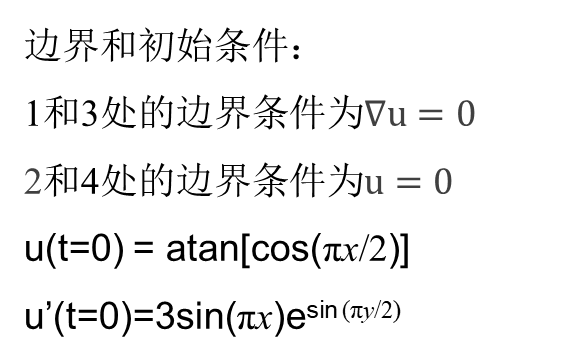 边界和初始条件：
1和3处的边界条件为∇u = 0
2和4处的边界条件为u = 0
u(t=0) = atan[cos(πx/2)]
u’(t=0)=3sin(πx)e^sin (πy/2)